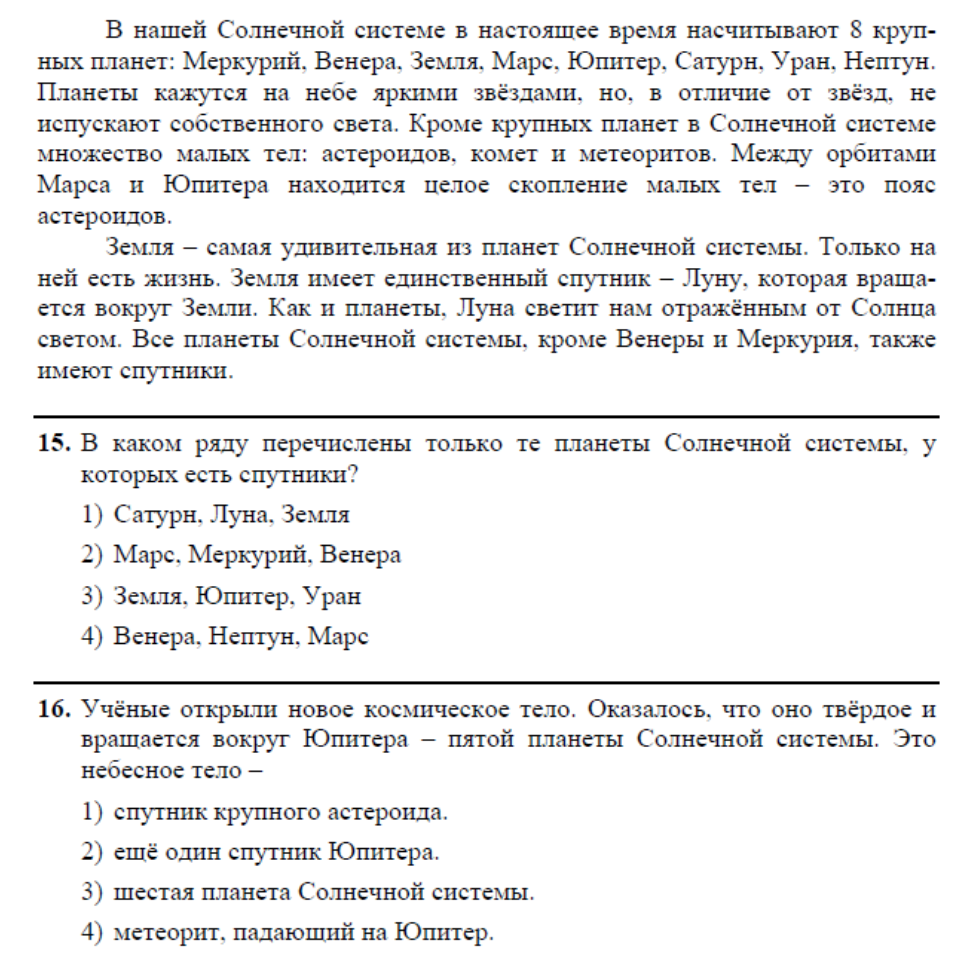 В нашей Солнечной системе в настоящее время насчитывают 8 круп-
ных планет: Меркурий, Венера, Земля, Марс, Юпитер, Сатурн, Уран, Нептун.
Планеты кажутся на небе яркими звёздами, но, в отличие от звёзд, не
испускают собственного света. Кроме крупных планет в Солнечной системе
множество малых тел: астероидов, комет и метеоритов. Между орбитами
Марса и Юпитера находится целое скопление малых тел – это пояс
астероидов.
Земля – самая удивительная из планет Солнечной системы. Только на
ней есть жизнь. Земля имеет единственный спутник – Луну, которая враща-
ется вокруг Земли. Как и планеты, Луна светит нам отражённым от Солнца
светом. Все планеты Солнечной системы, кроме Венеры и Меркурия, также
имеют спутники.
15. В каком ряду перечислены только те планеты Солнечной системы, у
которых есть спутники?
1) Сатурн, Луна, Земля
2) Марс, Меркурий, Венера
3) Земля, Юпитер, Уран
4) Венера, Нептун, Марс
16. Учёные открыли новое космическое тело. Оказалось, что оно твёрдое и
вращается вокруг Юпитера – пятой планеты Солнечной системы. Это
небесное тело –
1) спутник крупного астероида.
2) ещё один спутник Юпитера.
3) шестая планета Солнечной системы.
4) метеорит, падающий на Юпитер.